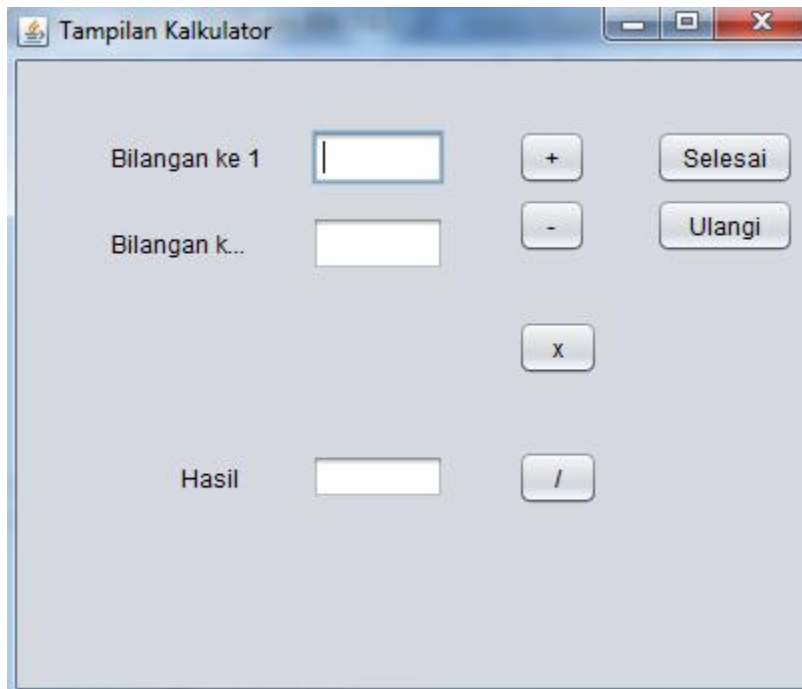 Tampilan Kalkulator
Bilangan ke 1
+
Selesai
Bilangan k...
-
Ulangi
x
Hasil
/